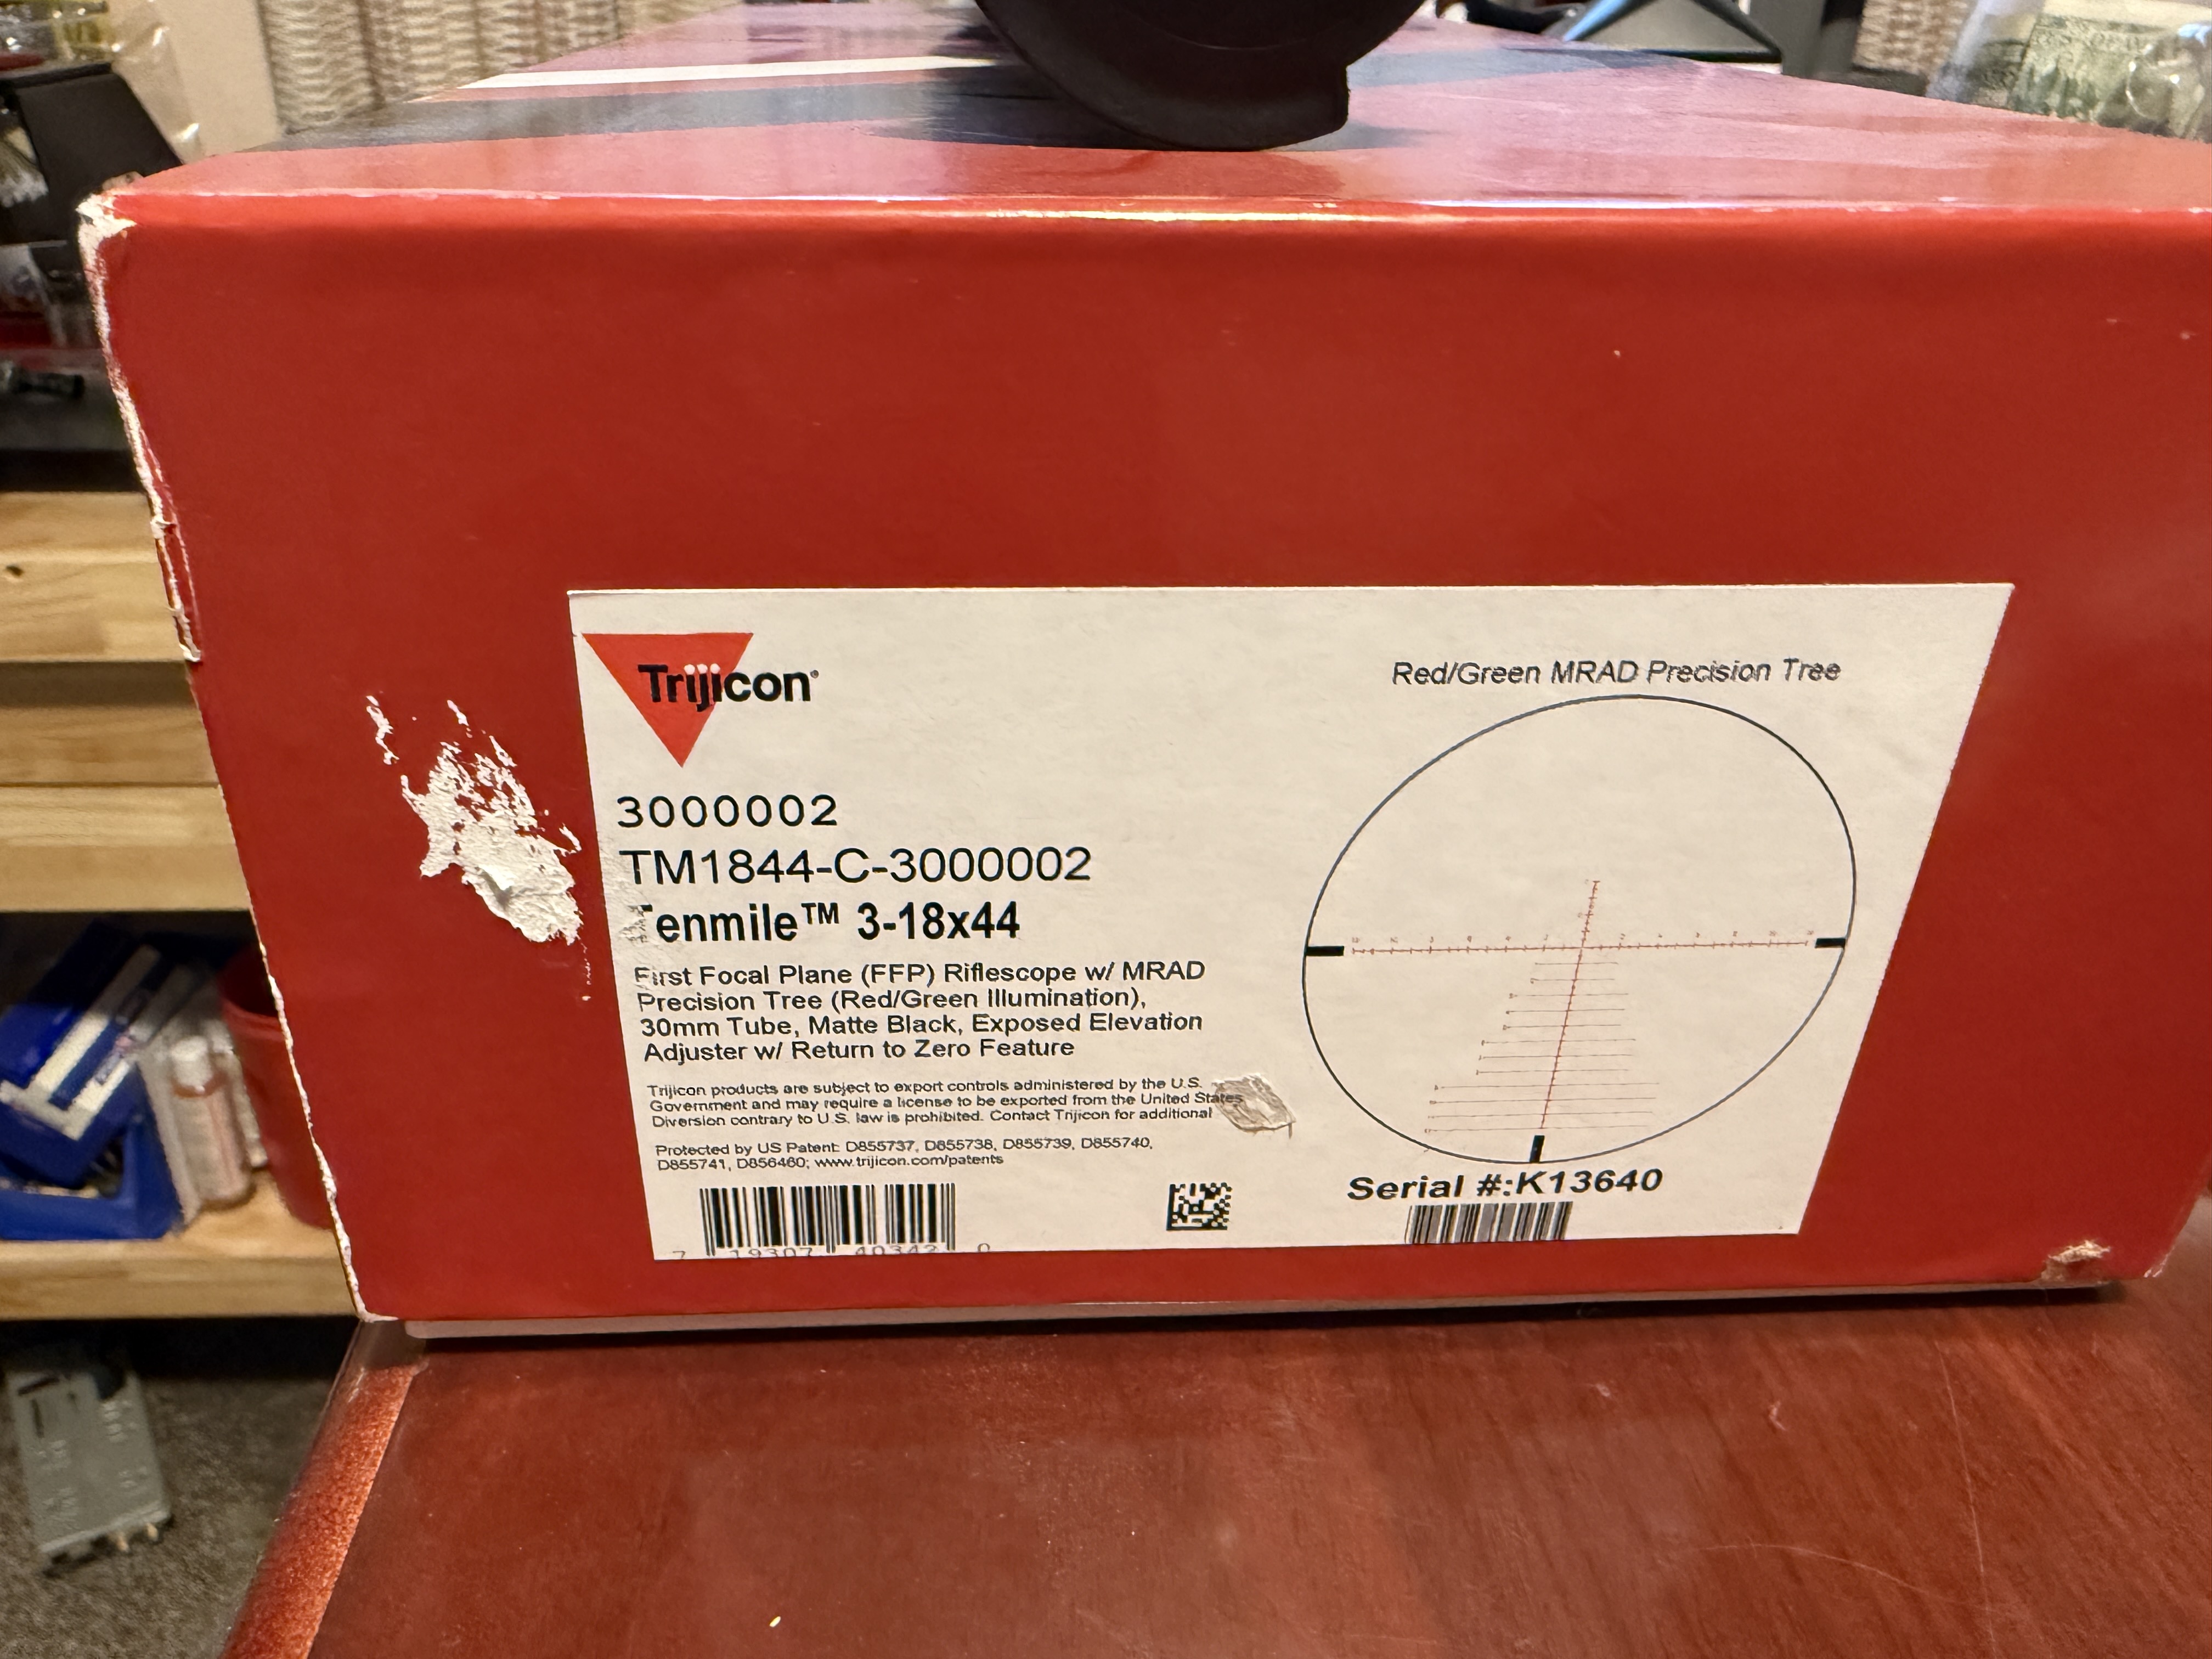 Trijicon®
3000002
TM1844-C-3000002
Tenmile™ 3-18x44
First Focal Plane (FFP) Riflescope w/ MRAD
Precision Tree (Red/Green Illumination),
30mm Tube, Matte Black, Exposed Elevation
Adjuster w/ Return to Zero Feature
Trijicon products are subject to export controls administered by the U.S.
Government and may require a license to be exported from the United States
Diversion contrary to U.S. law is prohibited. Contact Trijicon for additional
Protected by US Patent: D855737, D855738, D855739, D855740,
D855741, D856460; www.trijicon.com/patents
7 19307 40342 0
Red/Green MRAD Precision Tree
Serial #:K13640